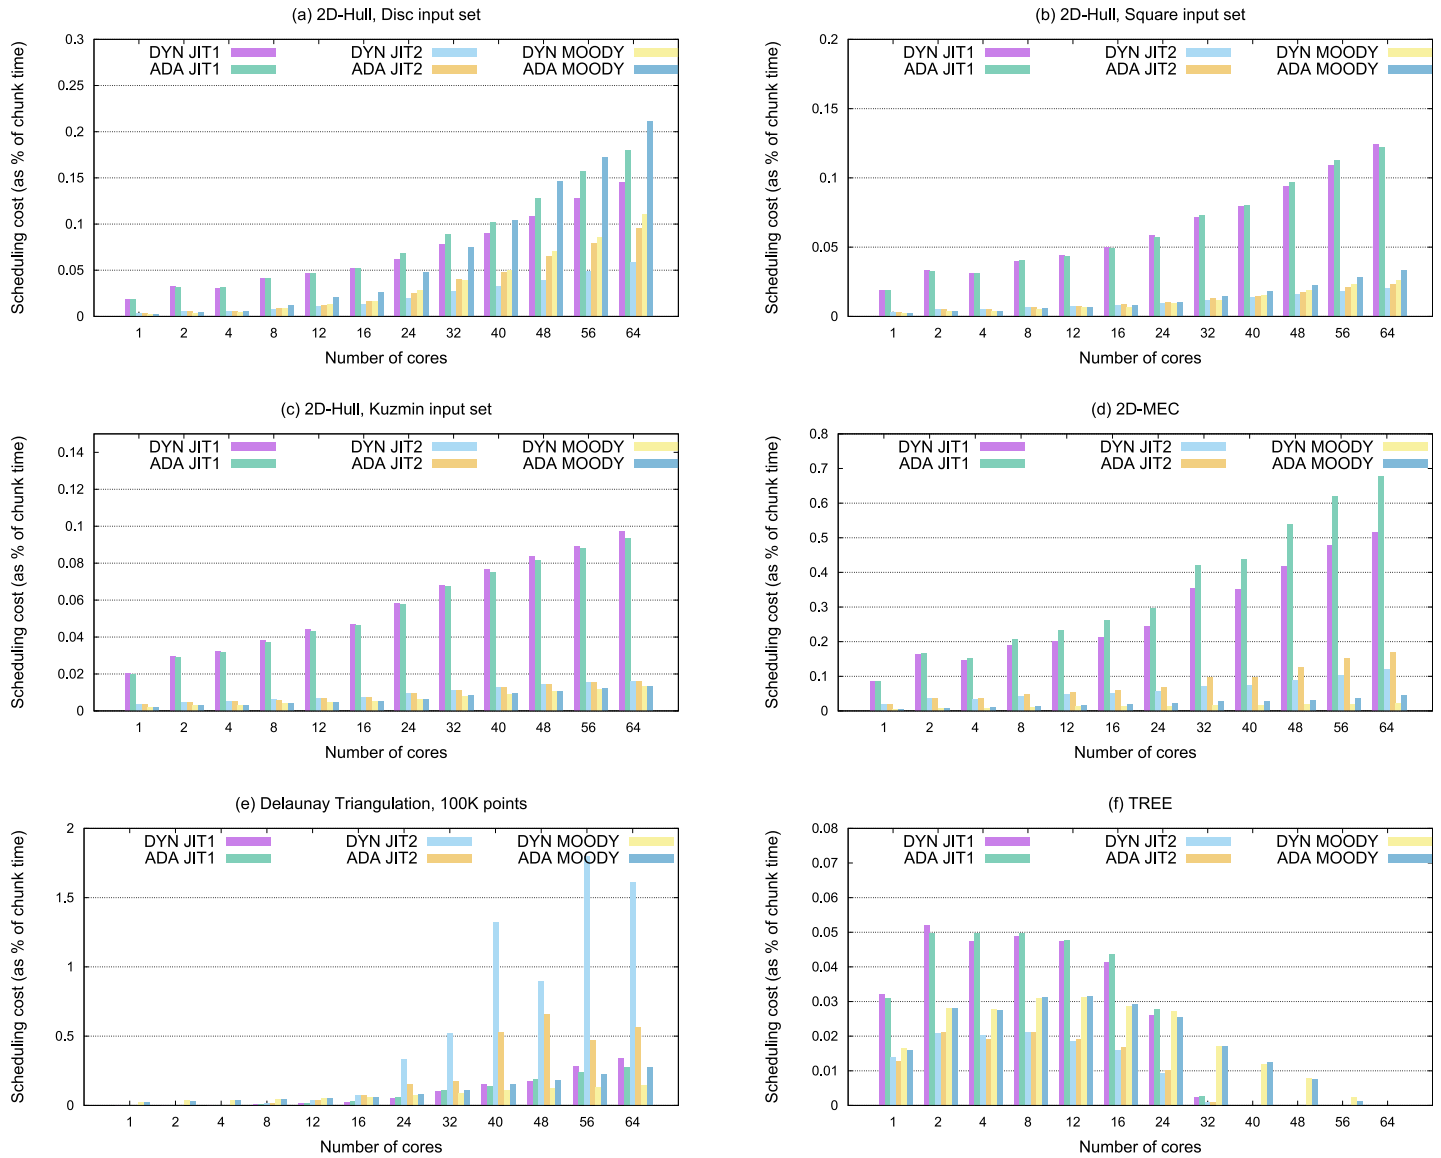 (a) 2D-Hull, Disc input set
Scheduling cost (as % of chunk time)
0.3
0.25
0.2
0.15
0.1
0.05
0
DYN JIT1 DYN JIT2 DYN MOODY
ADA JIT1 ADA JIT2 ADA MOODY
1 2 4 8 12 16 24 32 40 48 56 64
Number of cores
(b) 2D-Hull, Square input set
Scheduling cost (as % of chunk time)
0.2
0.15
0.1
0.05
0
DYN JIT1 DYN JIT2 DYN MOODY
ADA JIT1 ADA JIT2 ADA MOODY
1 2 4 8 12 16 24 32 40 48 56 64
Number of cores
(c) 2D-Hull, Kuzmin input set
Scheduling cost (as % of chunk time)
0.14
0.12
0.1
0.08
0.06
0.04
0.02
0
DYN JIT1 DYN JIT2 DYN MOODY
ADA JIT1 ADA JIT2 ADA MOODY
1 2 4 8 12 16 24 32 40 48 56 64
Number of cores
(d) 2D-MEC
Scheduling cost (as % of chunk time)
0.8
0.7
0.6
0.5
0.4
0.3
0.2
0.1
0
DYN JIT1 DYN JIT2 DYN MOODY
ADA JIT1 ADA JIT2 ADA MOODY
1 2 4 8 12 16 24 32 40 48 56 64
Number of cores
(e) Delaunay Triangulation, 100K points
Scheduling cost (as % of chunk time)
2
1.5
1
0.5
0
DYN JIT1 DYN JIT2 DYN MOODY
ADA JIT1 ADA JIT2 ADA MOODY
1 2 4 8 12 16 24 32 40 48 56 64
Number of cores
(f) TREE
Scheduling cost (as % of chunk time)
0.08
0.07
0.06
0.05
0.04
0.03
0.02
0.01
0
DYN JIT1 DYN JIT2 DYN MOODY
ADA JIT1 ADA JIT2 ADA MOODY
1 2 4 8 12 16 24 32 40 48 56 64
Number of cores